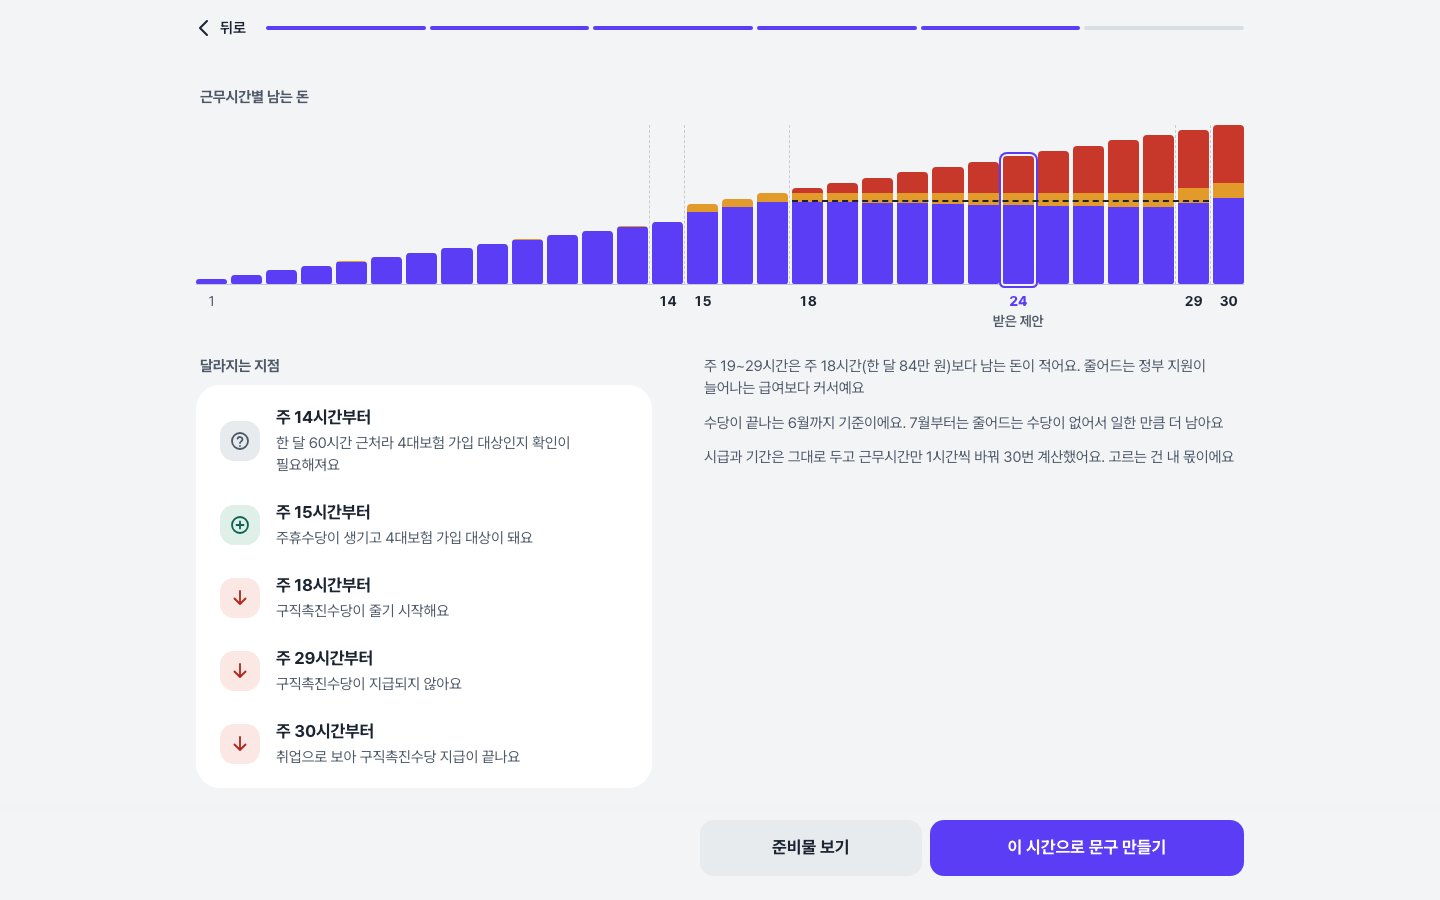 뒤로
근무시간별 남는 돈
1
14
15
18
24
29
30
받은 제안
달라지는 지점
주 14시간부터
한 달 60시간 근처라 4대보험 가입 대상인지 확인이
필요해져요
주 15시간부터
주휴수당이 생기고 4대보험 가입 대상이 돼요
주 18시간부터
구직촉진수당이 줄기 시작해요
주 29시간부터
구직촉진수당이 지급되지 않아요
주 30시간부터
취업으로 보아 구직촉진수당 지급이 끝나요
주 19~29시간은 주 18시간(한 달 84만 원)보다 남는 돈이 적어요. 줄어드는 정부 지원이
늘어나는 급여보다 커서예요
수당이 끝나는 6월까지 기준이에요. 7월부터는 줄어드는 수당이 없어서 일한 만큼 더 남아요
시급과 기간은 그대로 두고 근무시간만 1시간씩 바꿔 30번 계산했어요. 고르는 건 내 몫이에요
준비물 보기
이 시간으로 문구 만들기